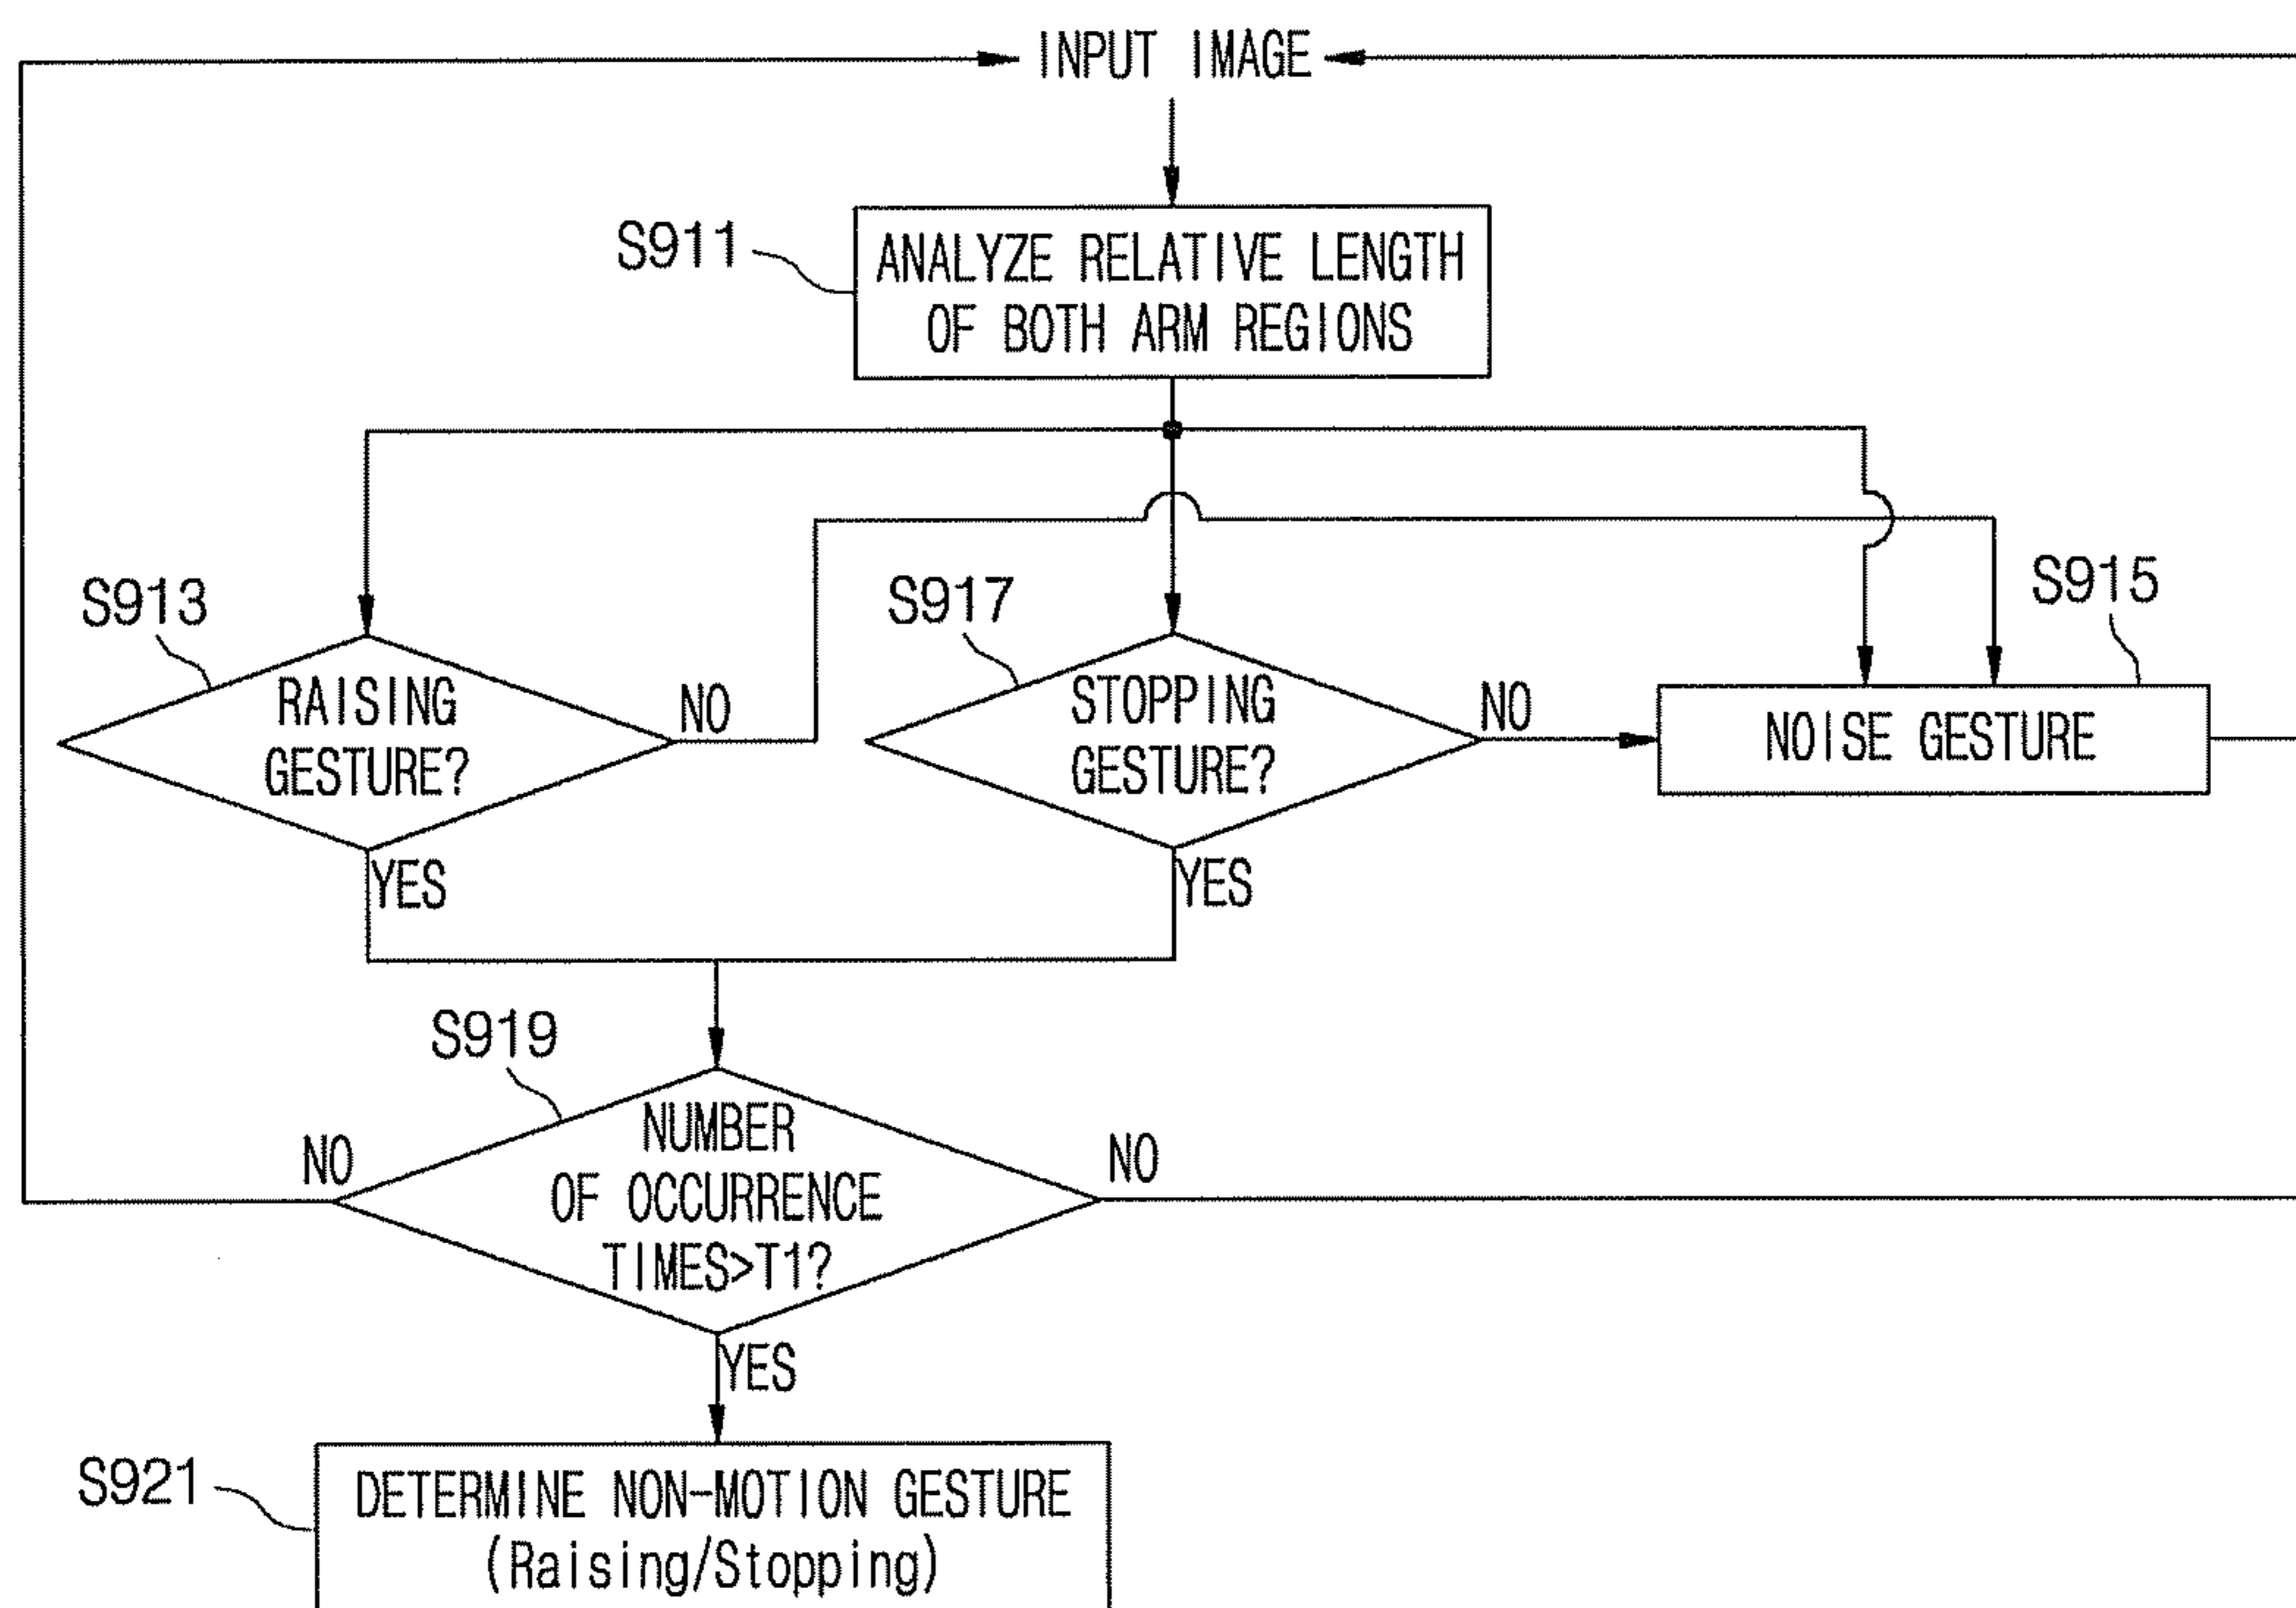 INPUT IMAGE
S911
ANALYZE RELATIVE LENGTH
OF BOTH ARM REGIONS
S913
RAISING
GESTURE?
NO
YES
S917
STOPPING
GESTURE?
NO
YES
S915
NOISE GESTURE
S919
NUMBER
OF OCCURRENCE
TIMES>T1?
NO
NO
YES
S921
DETERMINE NON-MOTION GESTURE
(Raising/Stopping)